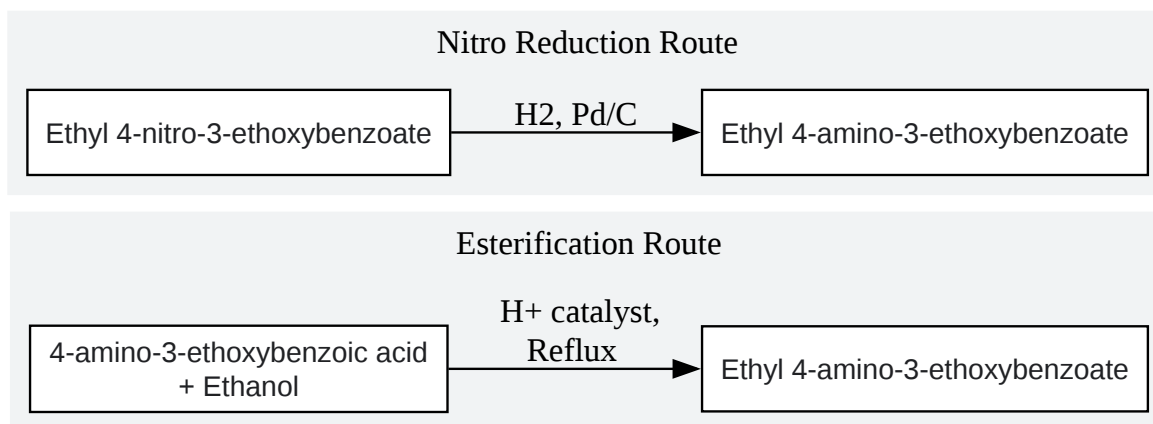 Nitro Reduction Route
Ethyl 4-nitro-3-ethoxybenzoate
H2, Pd/C
Ethyl 4-amino-3-ethoxybenzoate
Esterification Route
4-amino-3-ethoxybenzoic acid
+ Ethanol
H+ catalyst,
Reflux
Ethyl 4-amino-3-ethoxybenzoate